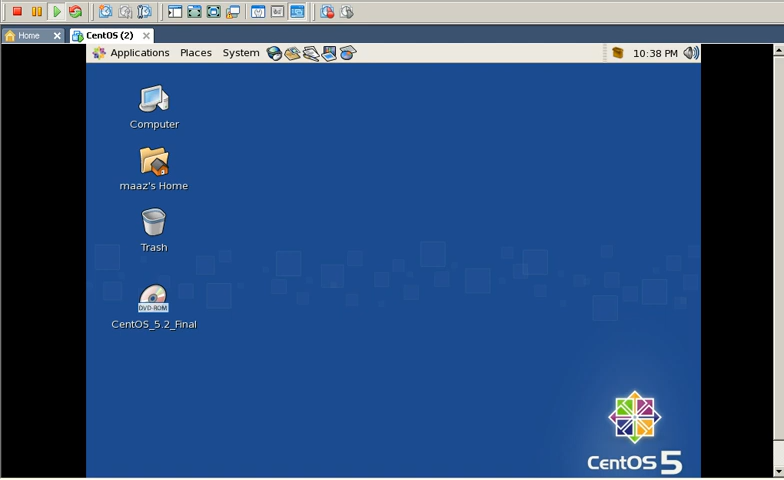 Home
CentOS (2)
Applications Places System 10:38 PM
Computer
maaz's Home
Trash
DVD-ROM
CentOS_5.2_Final
CentOS 5